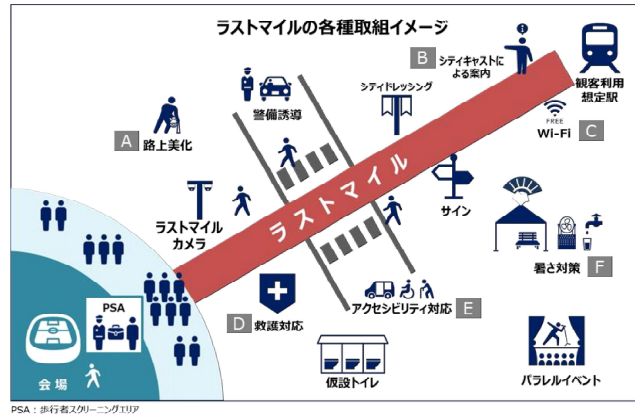 ラストマイルの各種取組イメージ
B
シティキャストに
よる案内
観客利用
想定駅
シティドレッシング
警備誘導
FREE
Wi-Fi
C
A
路上美化
ラストマイル
サイン
ラストマイル
カメラ
暑さ対策
F
PSA
D
救護対応
アクセシビリティ対応
E
会場
仮設トイレ
パラレルイベント
PSA：歩行者スクリーニングエリア